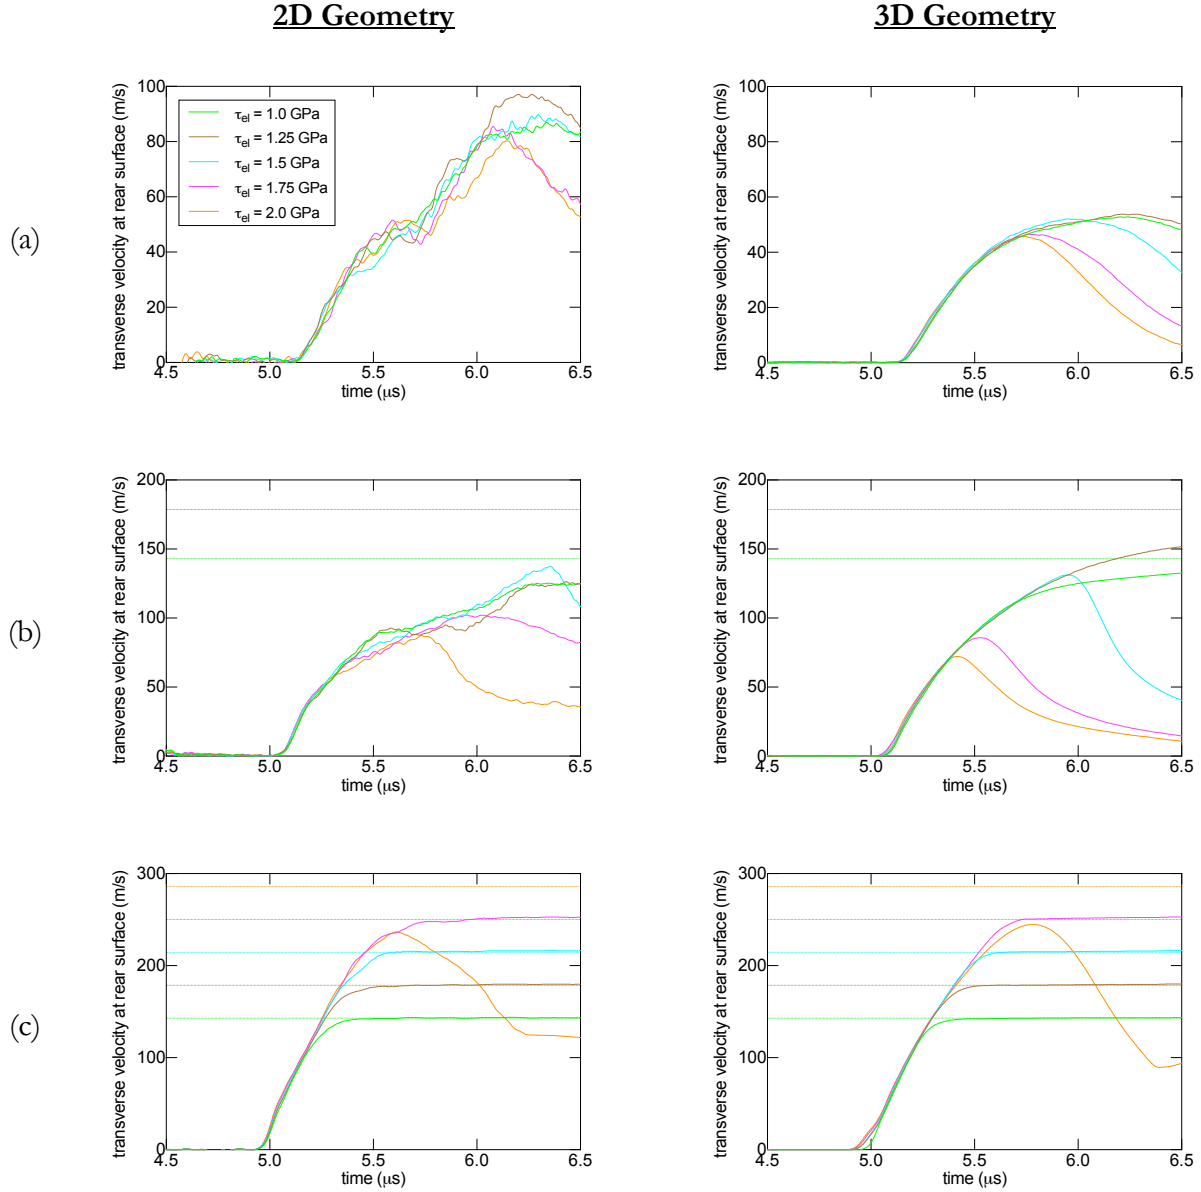 2D Geometry
3D Geometry
(a)
transverse velocity at rear surface (m/s)
100
80
60
40
20
0
τel = 1.0 GPa
τel = 1.25 GPa
τel = 1.5 GPa
τel = 1.75 GPa
τel = 2.0 GPa
4.5 5.0 5.5 6.0 6.5
time (μs)
transverse velocity at rear surface (m/s)
100
80
60
40
20
0
4.5 5.0 5.5 6.0 6.5
time (μs)
(b)
transverse velocity at rear surface (m/s)
200
150
100
50
0
4.5 5.0 5.5 6.0 6.5
time (μs)
transverse velocity at rear surface (m/s)
200
150
100
50
0
4.5 5.0 5.5 6.0 6.5
time (μs)
(c)
transverse velocity at rear surface (m/s)
300
200
100
0
4.5 5.0 5.5 6.0 6.5
time (μs)
transverse velocity at rear surface (m/s)
300
200
100
0
4.5 5.0 5.5 6.0 6.5
time (μs)